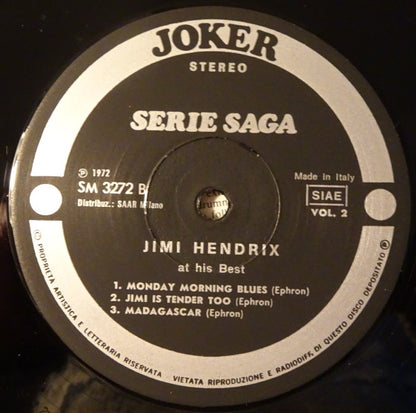 JOKER
STEREO
SERIE SAGA
℗ 1972
SM 3272 B
Distribuz.: SAAR Milano
Made in Italy
SIAE
VOL. 2
JIMI HENDRIX
at his Best
1. MONDAY MORNING BLUES (Ephron)
2. JIMI IS TENDER TOO (Ephron)
3. MADAGASCAR (Ephron)
© PROPRIETA ARTISTICA E LETTERARIA RISERVATA - VIETATA RIPRODUZIONE E RADIODIFF. DI QUESTO DISCO DEPOSITATO